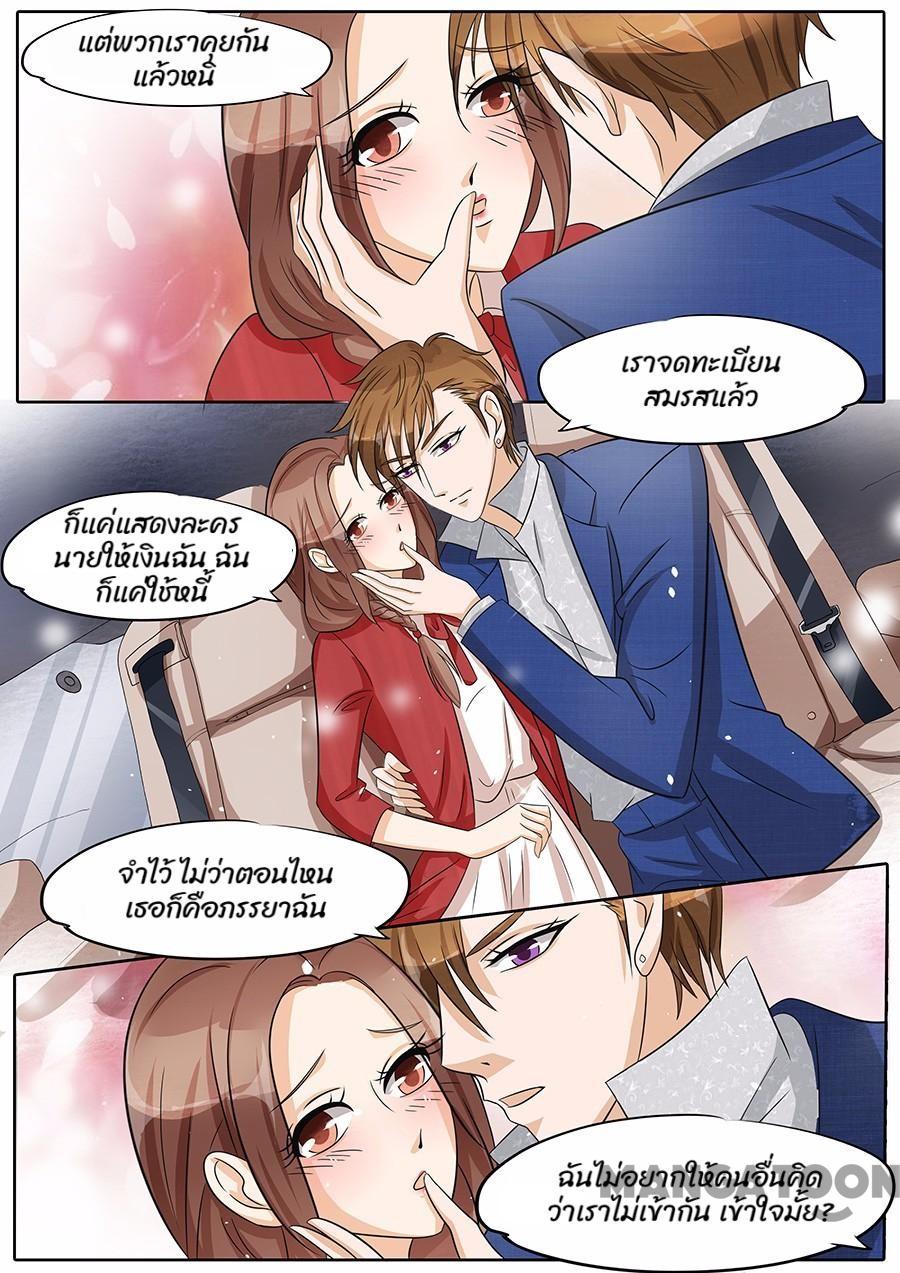 แต่พวกเราคุยกัน
แล้วหนิ
เราจดทะเบียน
สมรสแล้ว
ก็แค่แสดงละคร
นายให้เงินฉัน ฉัน
ก็แค่ใช้หนี้
จำไว้ ไม่ว่าตอนไหน
เธอก็คือภรรยาฉัน
ฉันไม่อยากให้คนอื่นคิด
ว่าเราไม่เข้ากัน เข้าใจมั้ย?
MANGATOON